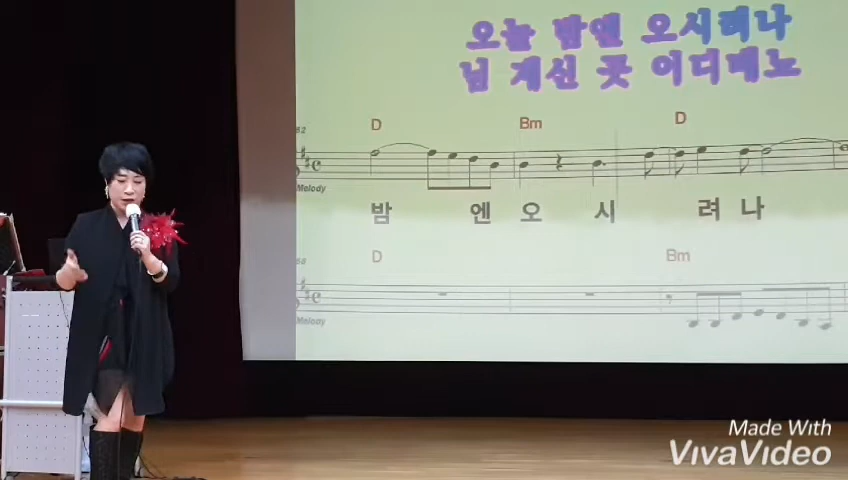 오늘 밤엔 오시려나
님 계신 곳 어디메노
D Bm D
Melody
밤 엔 오 시 려 나
D Bm
Melody
Made With
VivaVideo